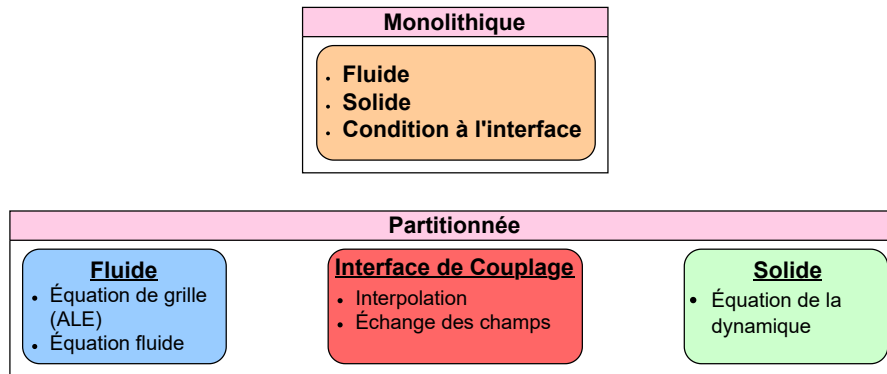 Monolithique
• Fluide
• Solide
• Condition à l'interface
Partitionnée
Fluide
• Équation de grille
(ALE)
• Équation fluide
Interface de Couplage
• Interpolation
• Échange des champs
Solide
• Équation de la
dynamique